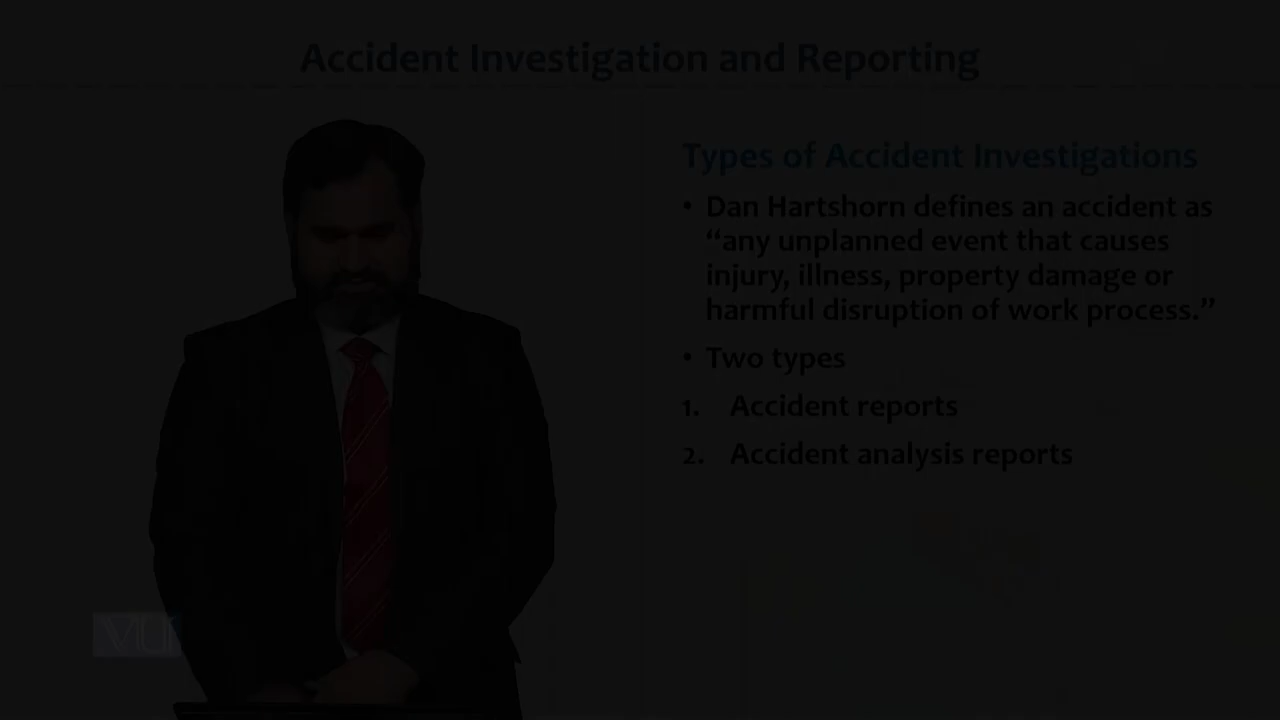 Accident Investigation and Reporting
Types of Accident Investigations
• Dan Hartshorn defines an accident as
“any unplanned event that causes
injury, illness, property damage or
harmful disruption of work process.”
• Two types
1. Accident reports
2. Accident analysis reports
VU